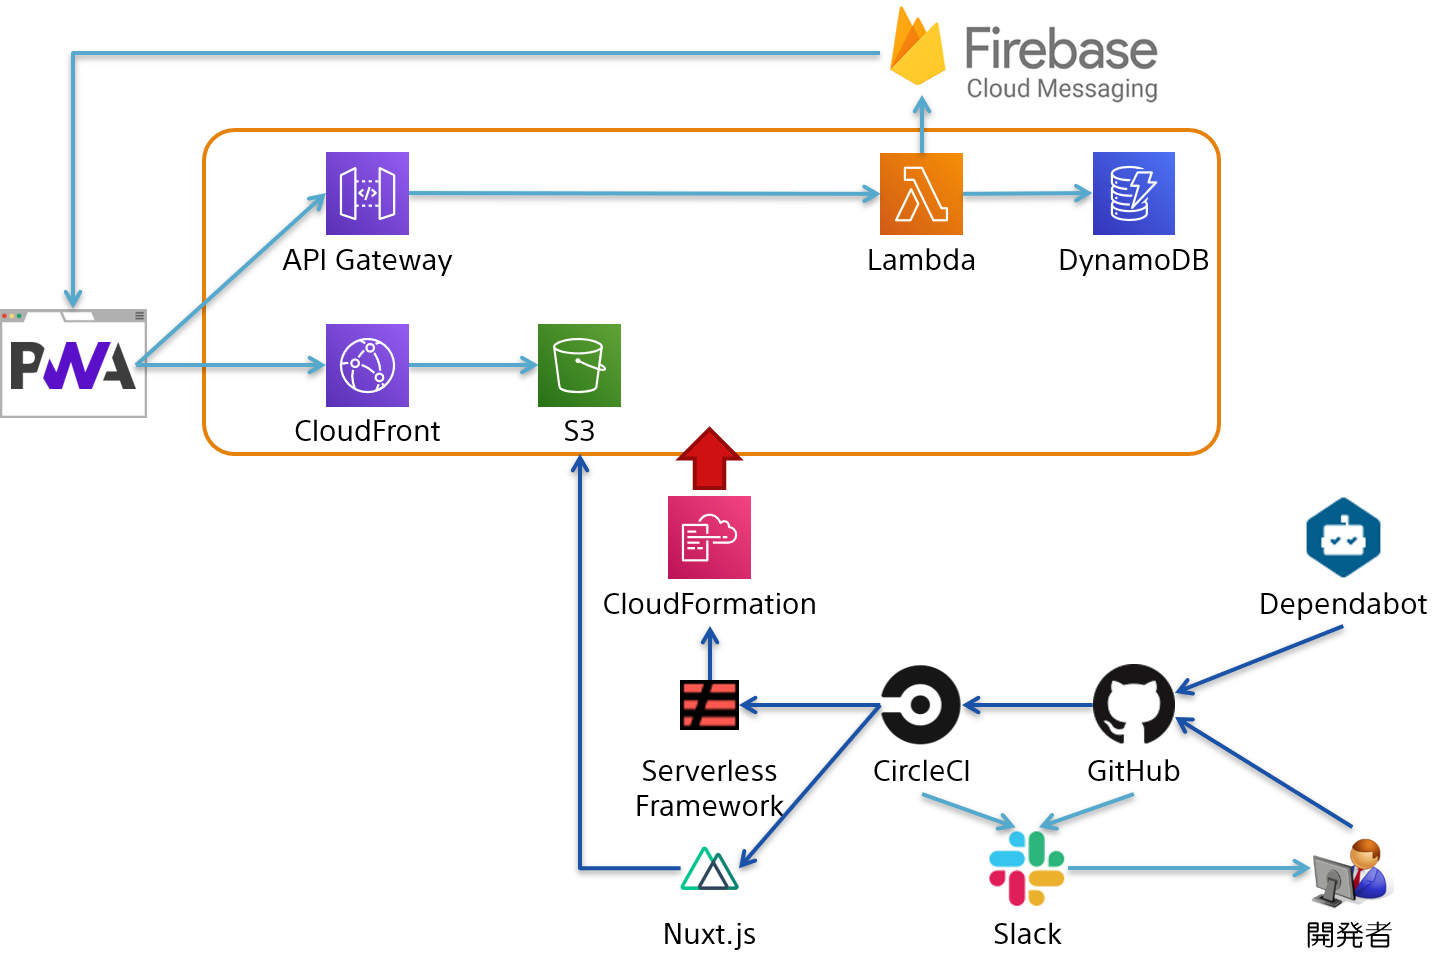 Firebase
Cloud Messaging
API Gateway
Lambda
DynamoDB
PWA
CloudFront
S3
CloudFormation
Dependabot
Serverless
Framework
CircleCI
GitHub
Nuxt.js
Slack
開発者